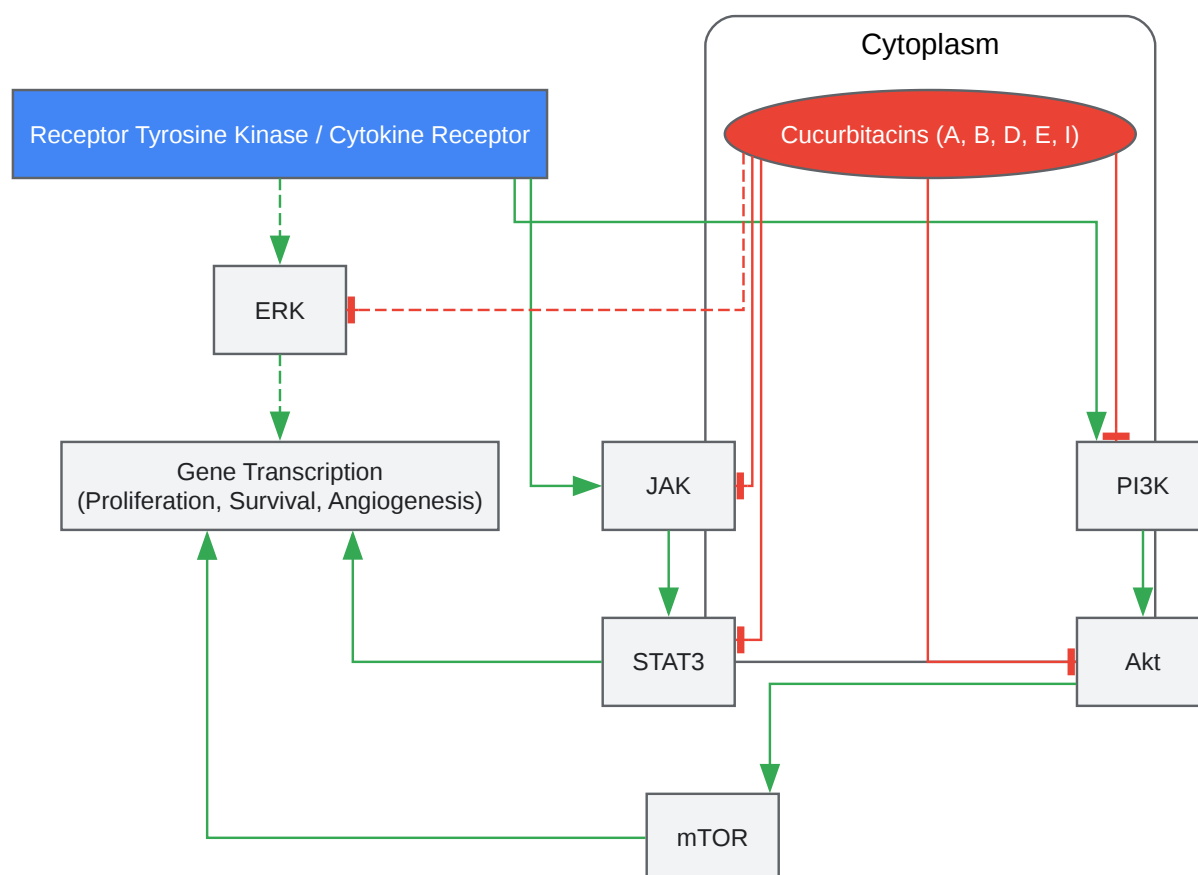 Cytoplasm
Receptor Tyrosine Kinase / Cytokine Receptor
Cucurbitacins (A, B, D, E, I)
ERK
Gene Transcription
(Proliferation, Survival, Angiogenesis)
JAK
PI3K
STAT3
Akt
mTOR